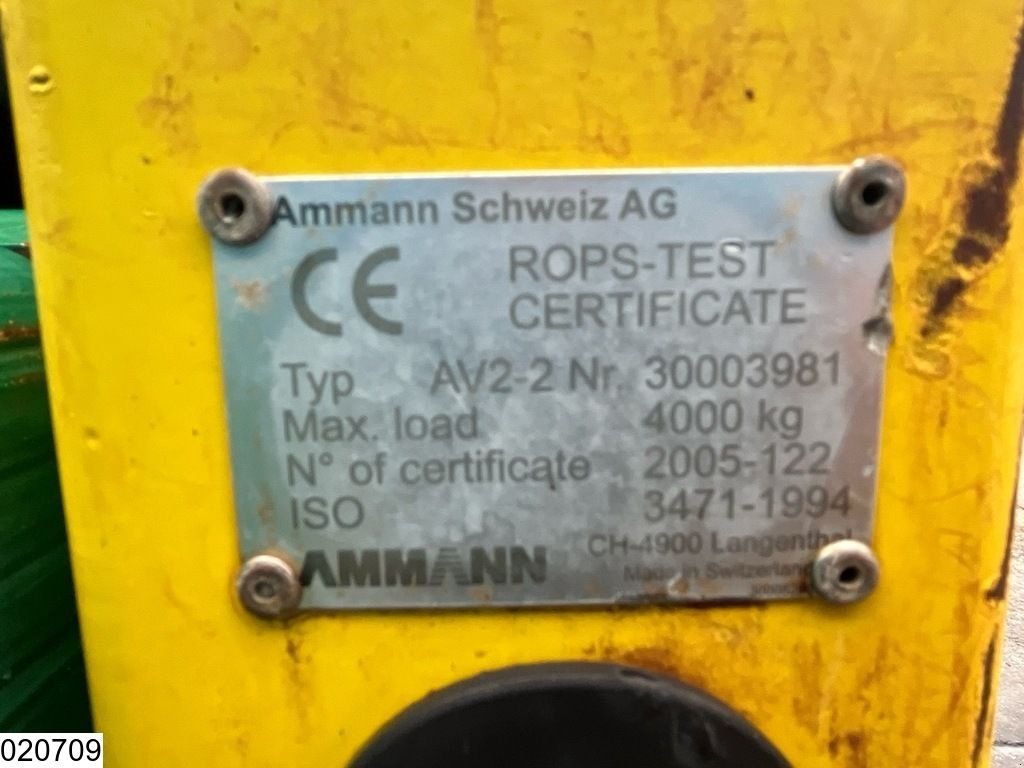 Ammann Schweiz AG
CE ROPS-TEST
CERTIFICATE
Typ AV2-2 Nr. 30003981
Max. load 4000 kg
N° of certificate 2005-122
ISO 3471-1994
AMMANN CH-4900 Langenthal
Made in Switzerland
020709